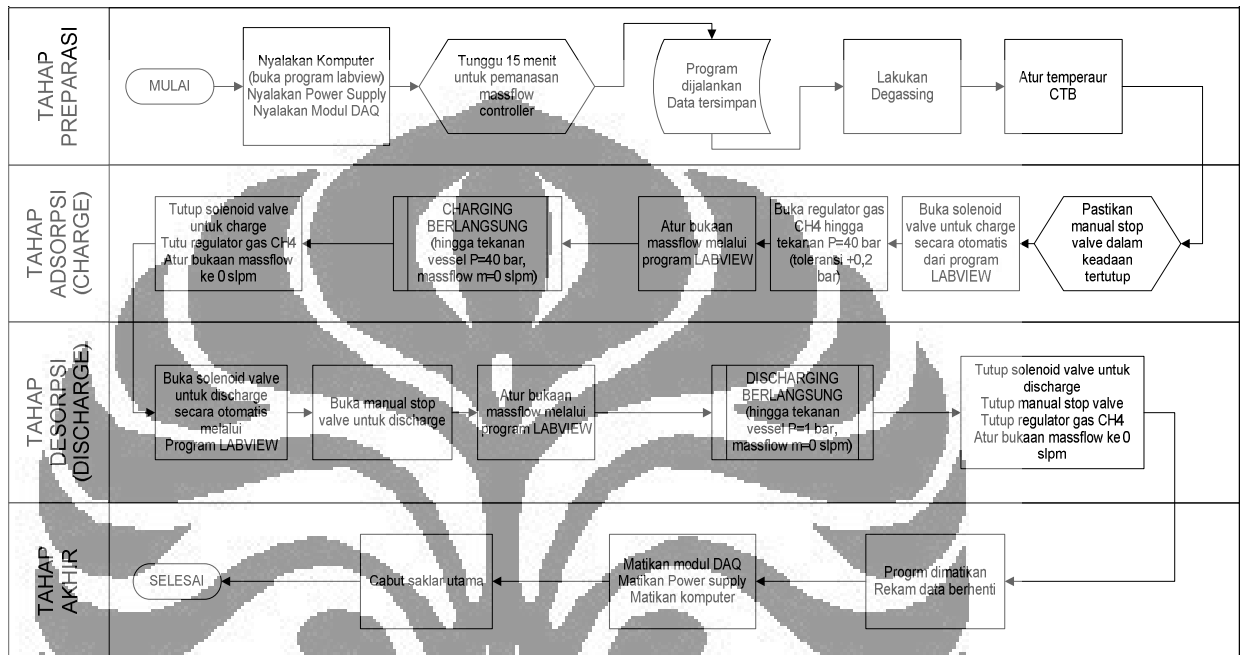 TAHAP
PREPARASI
MULAI
Nyalakan Komputer
(buka program labview)
Nyalakan Power Supply
Nyalakan Modul DAQ
Tunggu 15 menit
untuk pemanasan
massflow
controller
Program
dijalankan
Data tersimpan
Lakukan
Degassing
Atur temperaur
CTB
TAHAP
ADSORPSI
(CHARGE)
Tutup solenoid valve
untuk charge
Tutu regulator gas CH4
Atur bukaan massflow
ke 0 slpm
CHARGING
BERLANGSUNG
(hingga tekanan
vessel P=40 bar,
massflow m=0 slpm)
Atur bukaan
massflow melalui
program LABVIEW
Buka regulator gas
CH4 hingga
tekanan P=40 bar
(toleransi +0,2
bar)
Buka solenoid
valve untuk charge
secara otomatis
dari program
LABVIEW
Pastikan
manual stop
valve dalam
keadaan
tertutup
TAHAP
DESORPSI
(DISCHARGE)
Buka solenoid valve
untuk discharge
secara otomatis
melalui
Program LABVIEW
Buka manual stop
valve untuk discharge
Atur bukaan
massflow melalui
program LABVIEW
DISCHARGING
BERLANGSUNG
(hingga tekanan
vessel P=1 bar,
massflow m=0 slpm)
Tutup solenoid valve untuk
discharge
Tutup manual stop valve
Tutup regulator gas CH4
Atur bukaan massflow ke 0
slpm
TAHAP
AKHIR
SELESAI
Cabut saklar utama
Matikan modul DAQ
Matikan Power supply
Matikan komputer
Progrm dimatikan
Rekam data berhenti